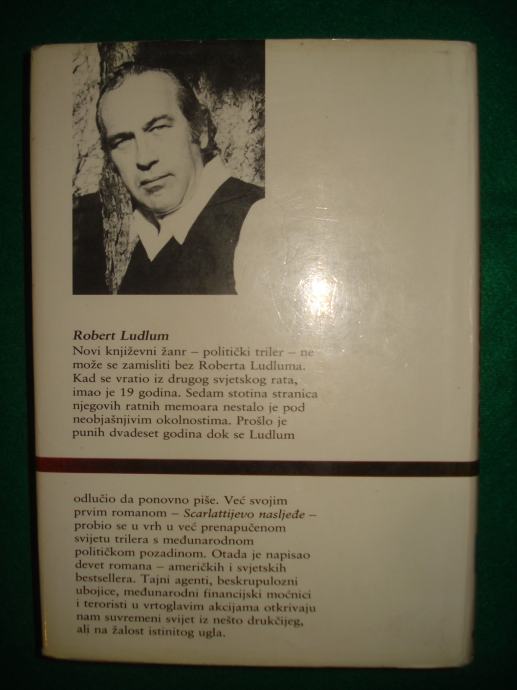 Robert Ludlum
Novi književni žanr – politički triler – ne
može se zamisliti bez Roberta Ludluma.
Kad se vratio iz drugog svjetskog rata,
imao je 19 godina. Sedam stotina stranica
njegovih ratnih memoara nestalo je pod
neobjašnjivim okolnostima. Prošlo je
punih dvadeset godina dok se Ludlum
odlučio da ponovno piše. Već svojim
prvim romanom – Scarlattijevo nasljeđe –
probio se u vrh u već prenapučenom
svijetu trilera s međunarodnom
političkom pozadinom. Otada je napisao
devet romana – američkih i svjetskih
bestsellera. Tajni agenti, beskrupulozni
ubojice, međunarodni financijski moćnici
i teroristi u vrtoglavim akcijama otkrivaju
nam suvremeni svijet iz nešto drukčijeg,
ali na žalost istinitog ugla.